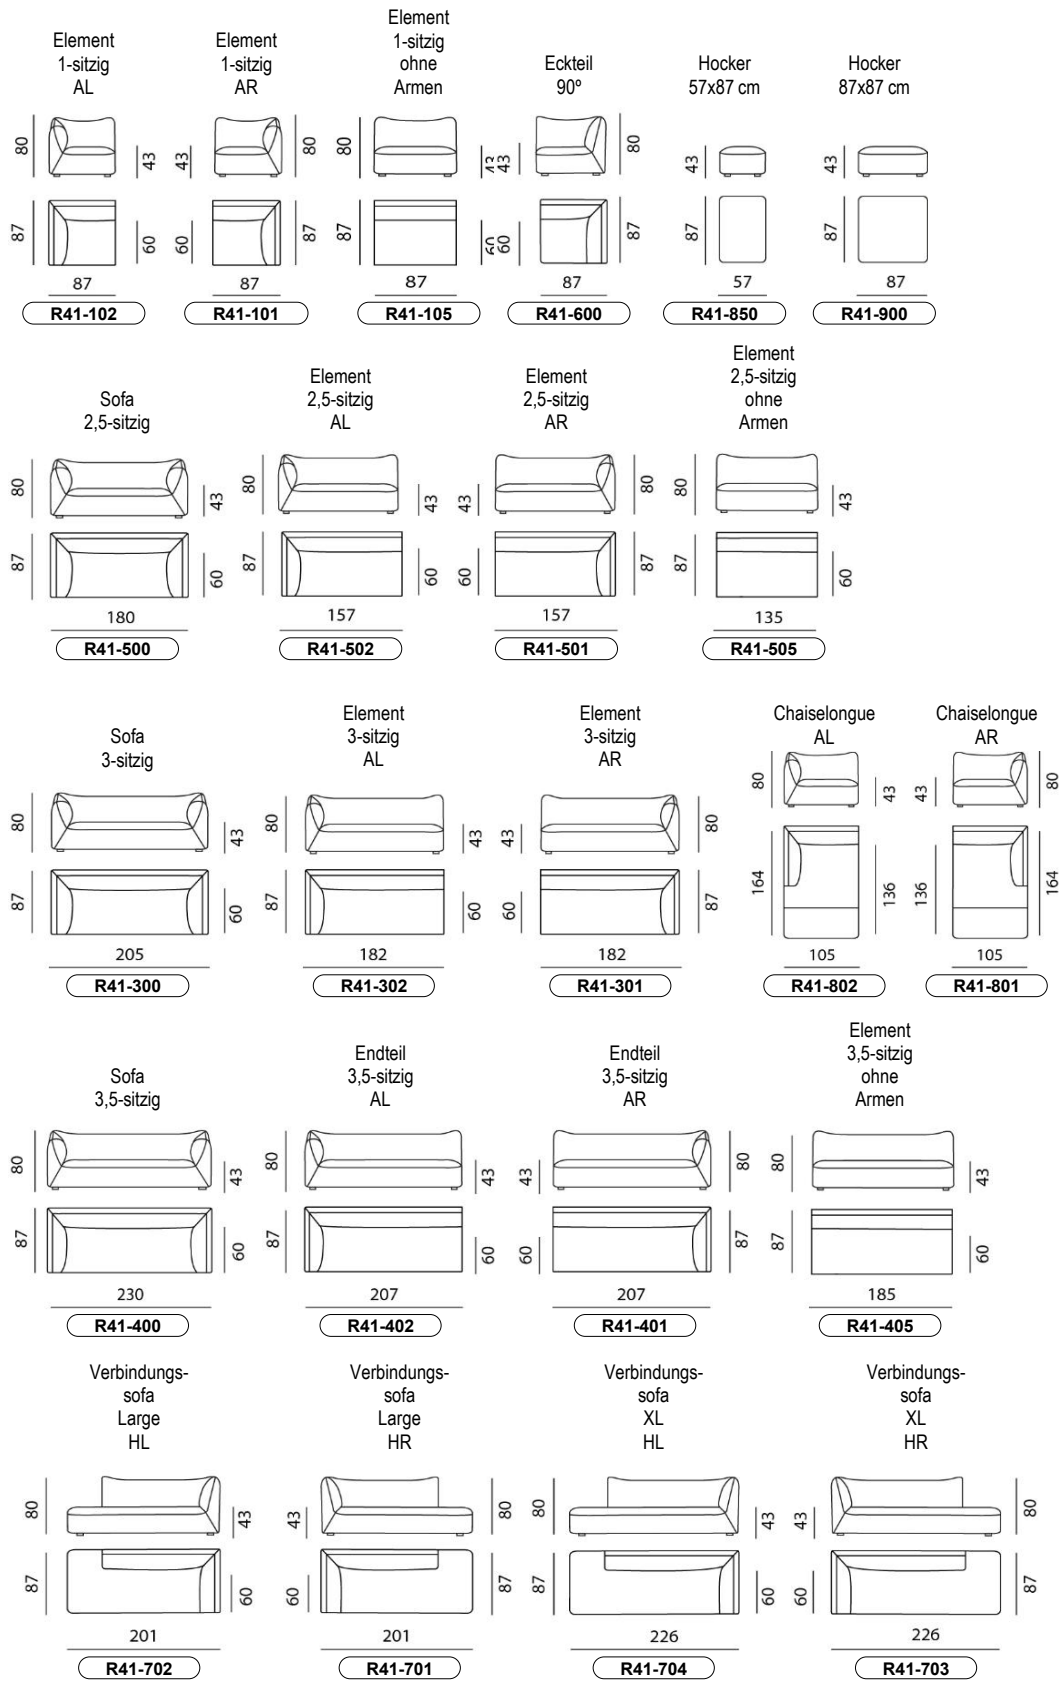 Element
1-sitzig
AL
Element
1-sitzig
AR
Element
1-sitzig
ohne
Armen
Eckteil
90º
Hocker
57x87 cm
Hocker
87x87 cm
80 43 43 80 80 43 43 80 43 43
87 60 60 87 87 60 60 87 87 87
87 87 87 87 57 87
R41-102 R41-101 R41-105 R41-600 R41-850 R41-900
Sofa
2,5-sitzig
Element
2,5-sitzig
AL
Element
2,5-sitzig
AR
Element
2,5-sitzig
ohne
Armen
80 43 80 43 43 80 80 43
87 60 87 60 60 87 87 60
180 157 157 135
R41-500 R41-502 R41-501 R41-505
Sofa
3-sitzig
Element
3-sitzig
AL
Element
3-sitzig
AR
Chaiselongue
AL
Chaiselongue
AR
80 43 80 43 43 80 80 43 43 80
87 60 87 60 60 87 164 136 136 164
205 182 182 105 105
R41-300 R41-302 R41-301 R41-802 R41-801
Sofa
3,5-sitzig
Endteil
3,5-sitzig
AL
Endteil
3,5-sitzig
AR
Element
3,5-sitzig
ohne
Armen
80 43 80 43 43 80 80 43
87 60 87 60 60 87 87 60
230 207 207 185
R41-400 R41-402 R41-401 R41-405
Verbindungs-
sofa
Large
HL
Verbindungs-
sofa
Large
HR
Verbindungs-
sofa
XL
HL
Verbindungs-
sofa
XL
HR
80 43 43 80 80 43 43 80
87 60 60 87 87 60 60 87
201 201 226 226
R41-702 R41-701 R41-704 R41-703